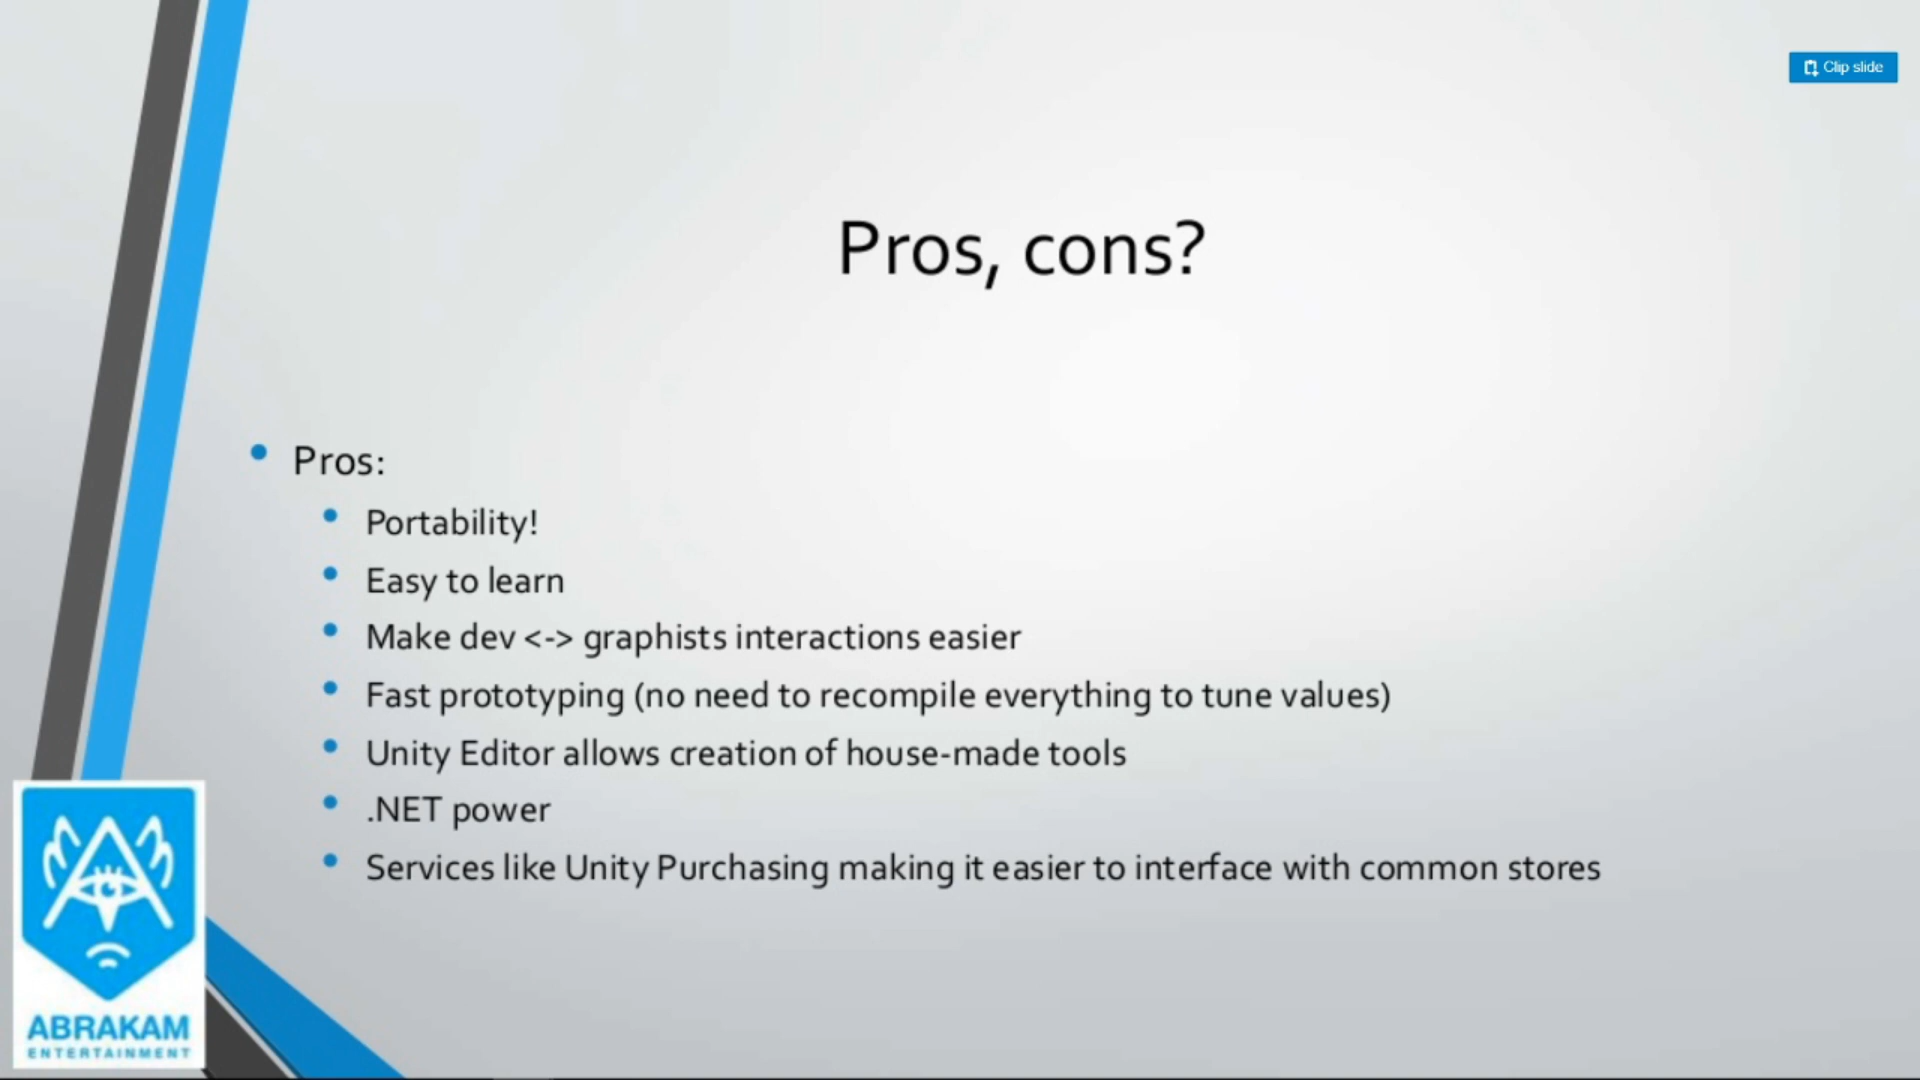 Clip slide
Pros, cons?
Pros:
Portability!
Easy to learn
Make dev <-> graphists interactions easier
Fast prototyping (no need to recompile everything to tune values)
Unity Editor allows creation of house-made tools
.NET power
Services like Unity Purchasing making it easier to interface with common stores
ABRAKAM
ENTERTAINMENT